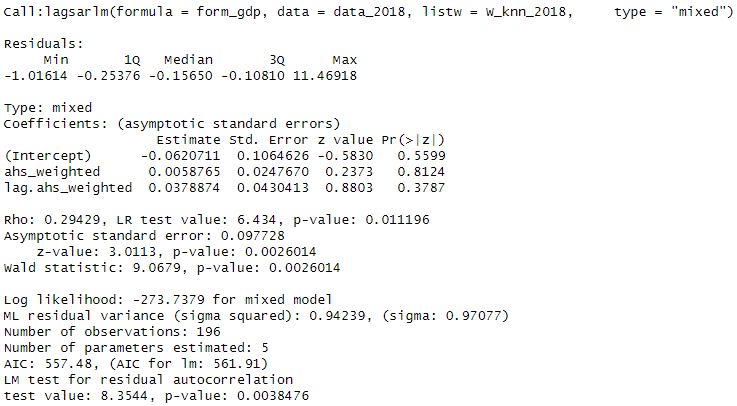 Call:lagsarlm(formula = form_gdp, data = data_2018, listw = W_knn_2018,     type = "mixed")
Residuals:
     Min       1Q   Median       3Q      Max
-1.01614 -0.25376 -0.15650 -0.10810 11.46918
Type: mixed
Coefficients: (asymptotic standard errors)
                   Estimate Std. Error z value Pr(>|z|)
(Intercept)      -0.0620711  0.1064626 -0.5830   0.5599
ahs_weighted      0.0058765  0.0247670  0.2373   0.8124
lag.ahs_weighted  0.0378874  0.0430413  0.8803   0.3787
Rho: 0.29429, LR test value: 6.434, p-value: 0.011196
Asymptotic standard error: 0.097728
    z-value: 3.0113, p-value: 0.0026014
Wald statistic: 9.0679, p-value: 0.0026014
Log likelihood: -273.7379 for mixed model
ML residual variance (sigma squared): 0.94239, (sigma: 0.97077)
Number of observations: 196
Number of parameters estimated: 5
AIC: 557.48, (AIC for lm: 561.91)
LM test for residual autocorrelation
test value: 8.3544, p-value: 0.0038476